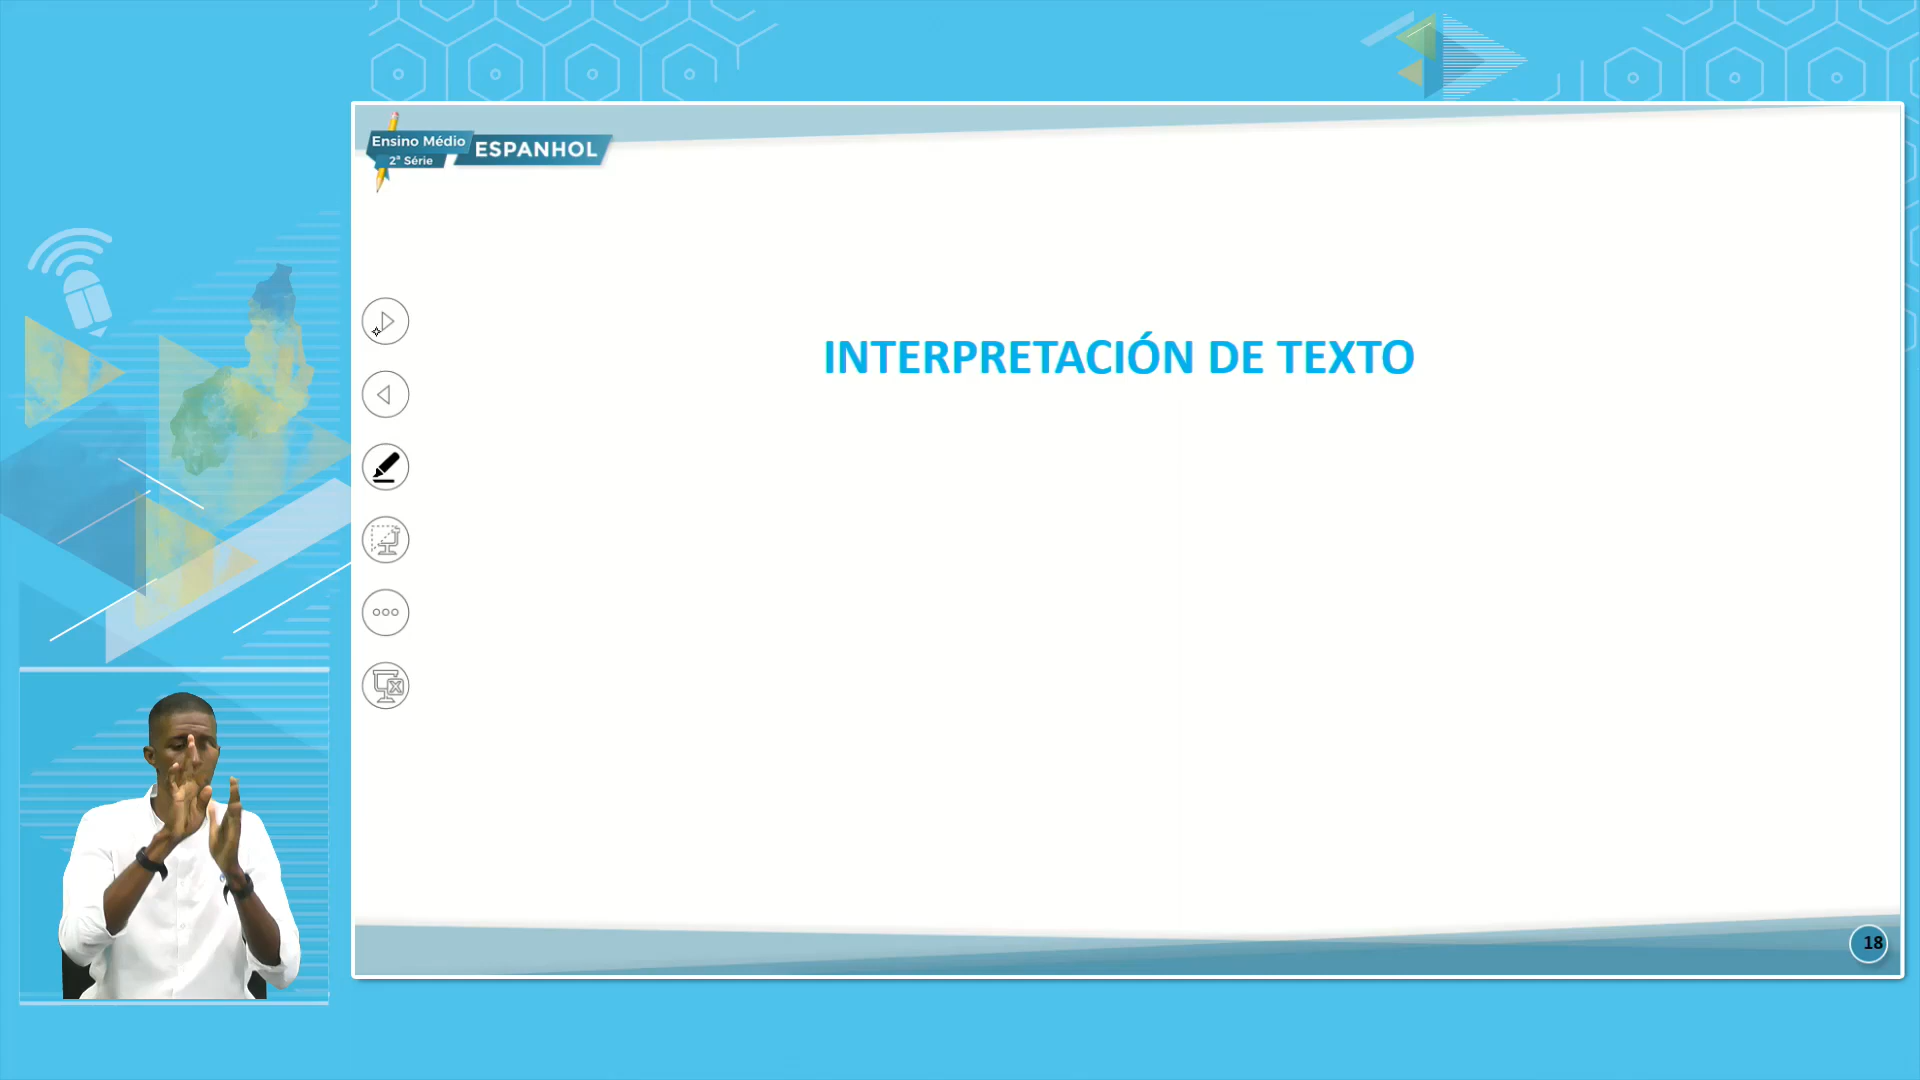 Ensino Médio
2ª Série
ESPANHOL
INTERPRETACIÓN DE TEXTO
18